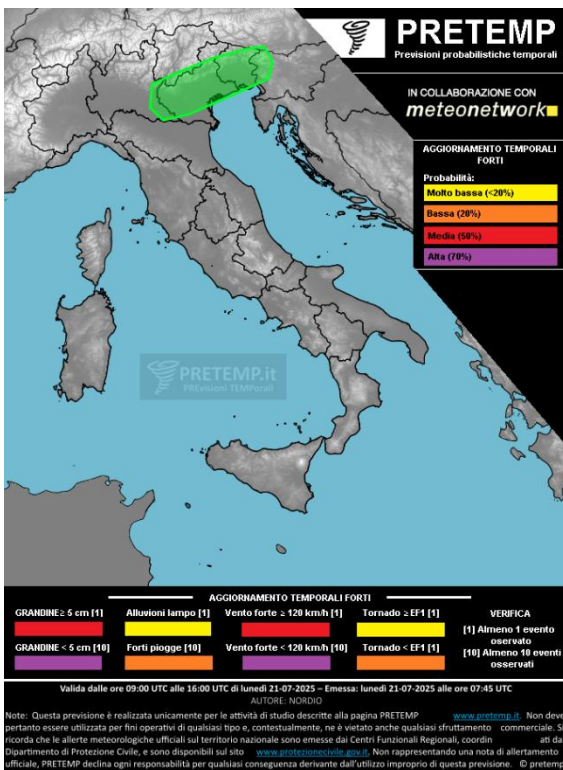 PRETEMP
Previsioni probabilistiche temporali
IN COLLABORAZIONE CON
meteonetwork
AGGIORNAMENTO TEMPORALI
FORTI
Probabilità:
Molto bassa (<20%)
Bassa (20%)
Media (50%)
Alta (70%)
PRETEMP.it
PREvisioni TEMPorali
AGGIORNAMENTO TEMPORALI FORTI
GRANDINE ≥ 5 cm [1] Alluvioni lampo [1] Vento forte ≥ 120 km/h [1] Tornado ≥ EF1 [1] VERIFICA
[1] Almeno 1 evento
osservato
GRANDINE < 5 cm [10] Forti piogge [10] Vento forte < 120 km/h [10] Tornado < EF1 [10] [10] Almeno 10 eventi
osservati
Valida dalle ore 09:00 UTC alle 16:00 UTC di lunedì 21-07-2025 – Emessa: lunedì 21-07-2025 alle ore 07:45 UTC
AUTORE: NORDIO
Note: Questa previsione è realizzata unicamente per le attività di studio descritte alla pagina PRETEMP www.pretemp.it. Non deve
pertanto essere utilizzata per fini operativi di qualsiasi tipo e, contestualmente, ne è vietato anche qualsiasi sfruttamento commerciale. Si
ricorda che le allerte meteorologiche ufficiali sul territorio nazionale sono emesse dai Centri Funzionali Regionali, coordin ati dal
Dipartimento di Protezione Civile, e sono disponibili sul sito www.protezionecivile.gov.it. Non rappresentando una nota di allertamento
ufficiale, PRETEMP declina ogni responsabilità per qualsiasi conseguenza derivante dall'utilizzo improprio di questa previsione. © pretemp